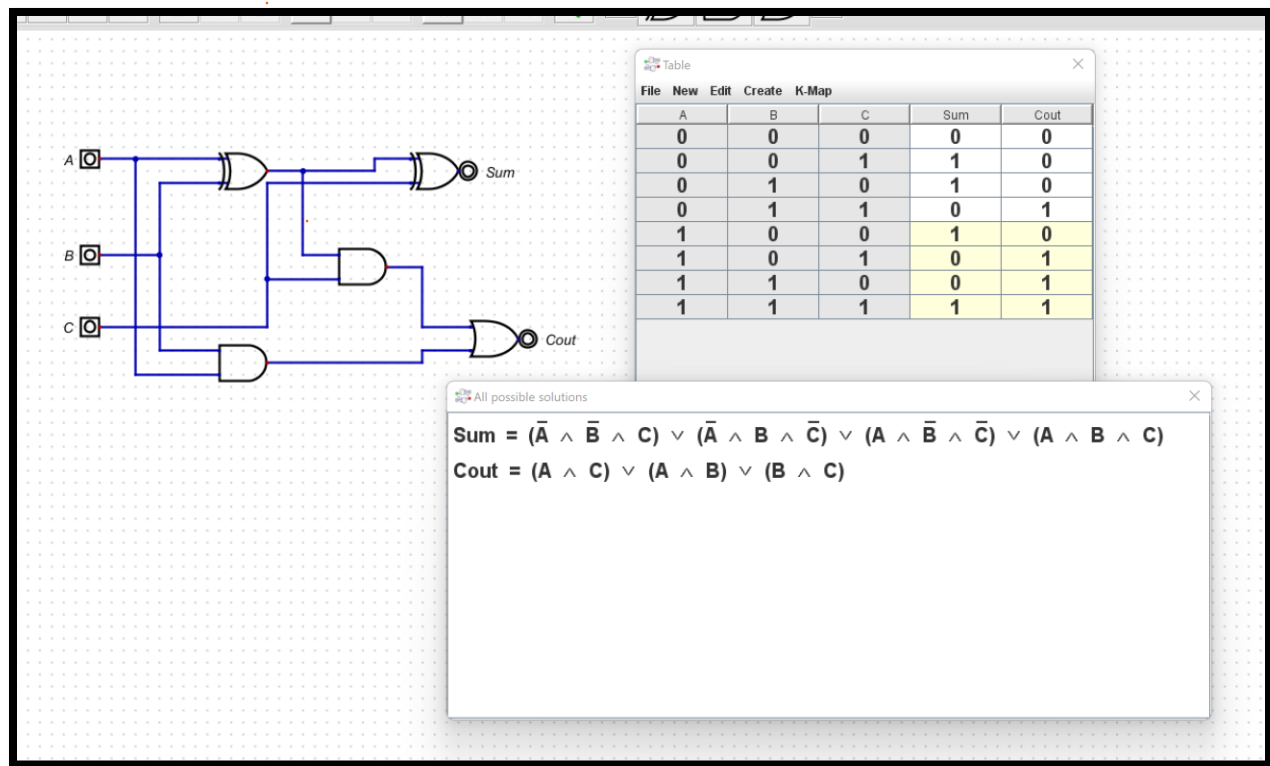 A
B
C
Sum
Cout
Table
File New Edit Create K-Map
A B C Sum Cout
0 0 0 0 0
0 0 1 1 0
0 1 0 1 0
0 1 1 0 1
1 0 0 1 0
1 0 1 0 1
1 1 0 0 1
1 1 1 1 1
All possible solutions
Sum = (A̅ ∧ B̅ ∧ C) ∨ (A̅ ∧ B ∧ C̅) ∨ (A ∧ B̅ ∧ C̅) ∨ (A ∧ B ∧ C)
Cout = (A ∧ C) ∨ (A ∧ B) ∨ (B ∧ C)